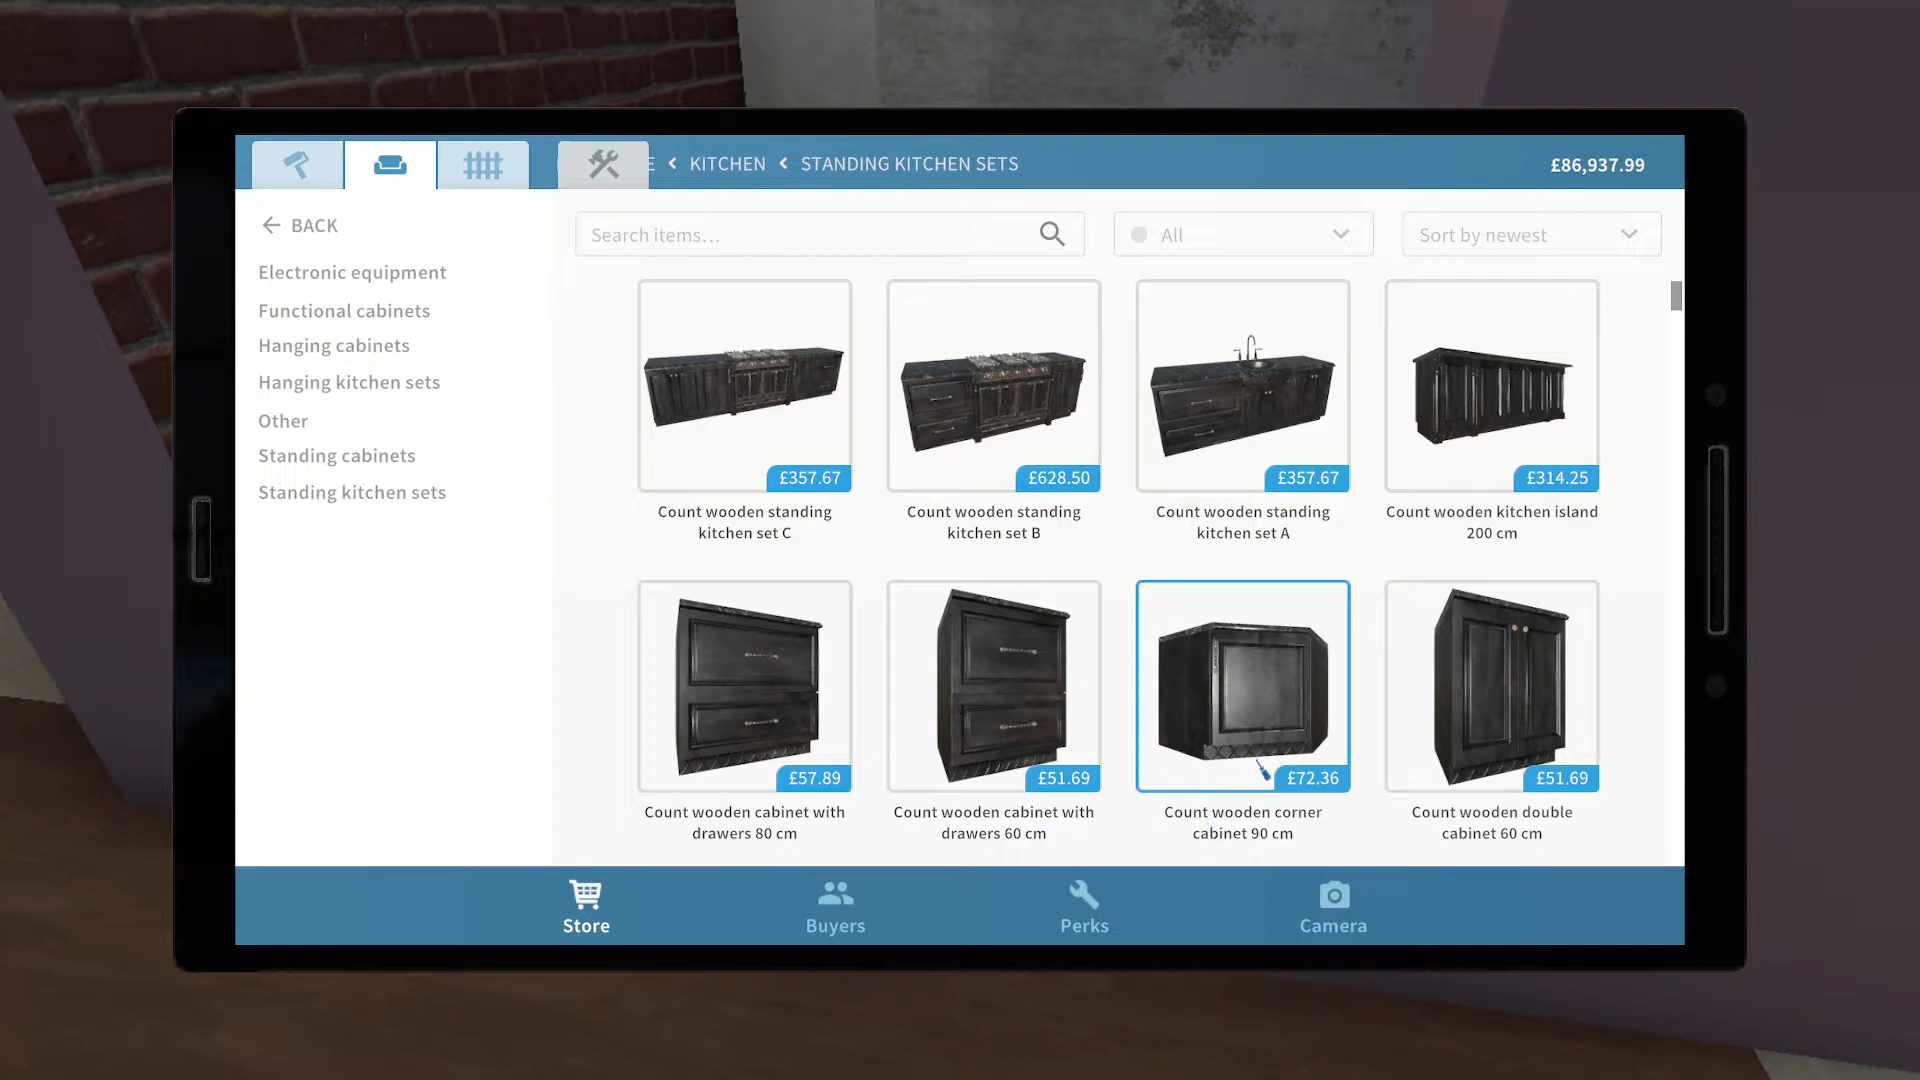 E < KITCHEN < STANDING KITCHEN SETS
£86,937.99
BACK
Search items...
All
Sort by newest
Electronic equipment
Functional cabinets
Hanging cabinets
Hanging kitchen sets
Other
Standing cabinets
Standing kitchen sets
£357.67
£628.50
£357.67
£314.25
Count wooden standing
kitchen set C
Count wooden standing
kitchen set B
Count wooden standing
kitchen set A
Count wooden kitchen island
200 cm
£57.89
£51.69
£72.36
£51.69
Count wooden cabinet with
drawers 80 cm
Count wooden cabinet with
drawers 60 cm
Count wooden corner
cabinet 90 cm
Count wooden double
cabinet 60 cm
Store
Buyers
Perks
Camera